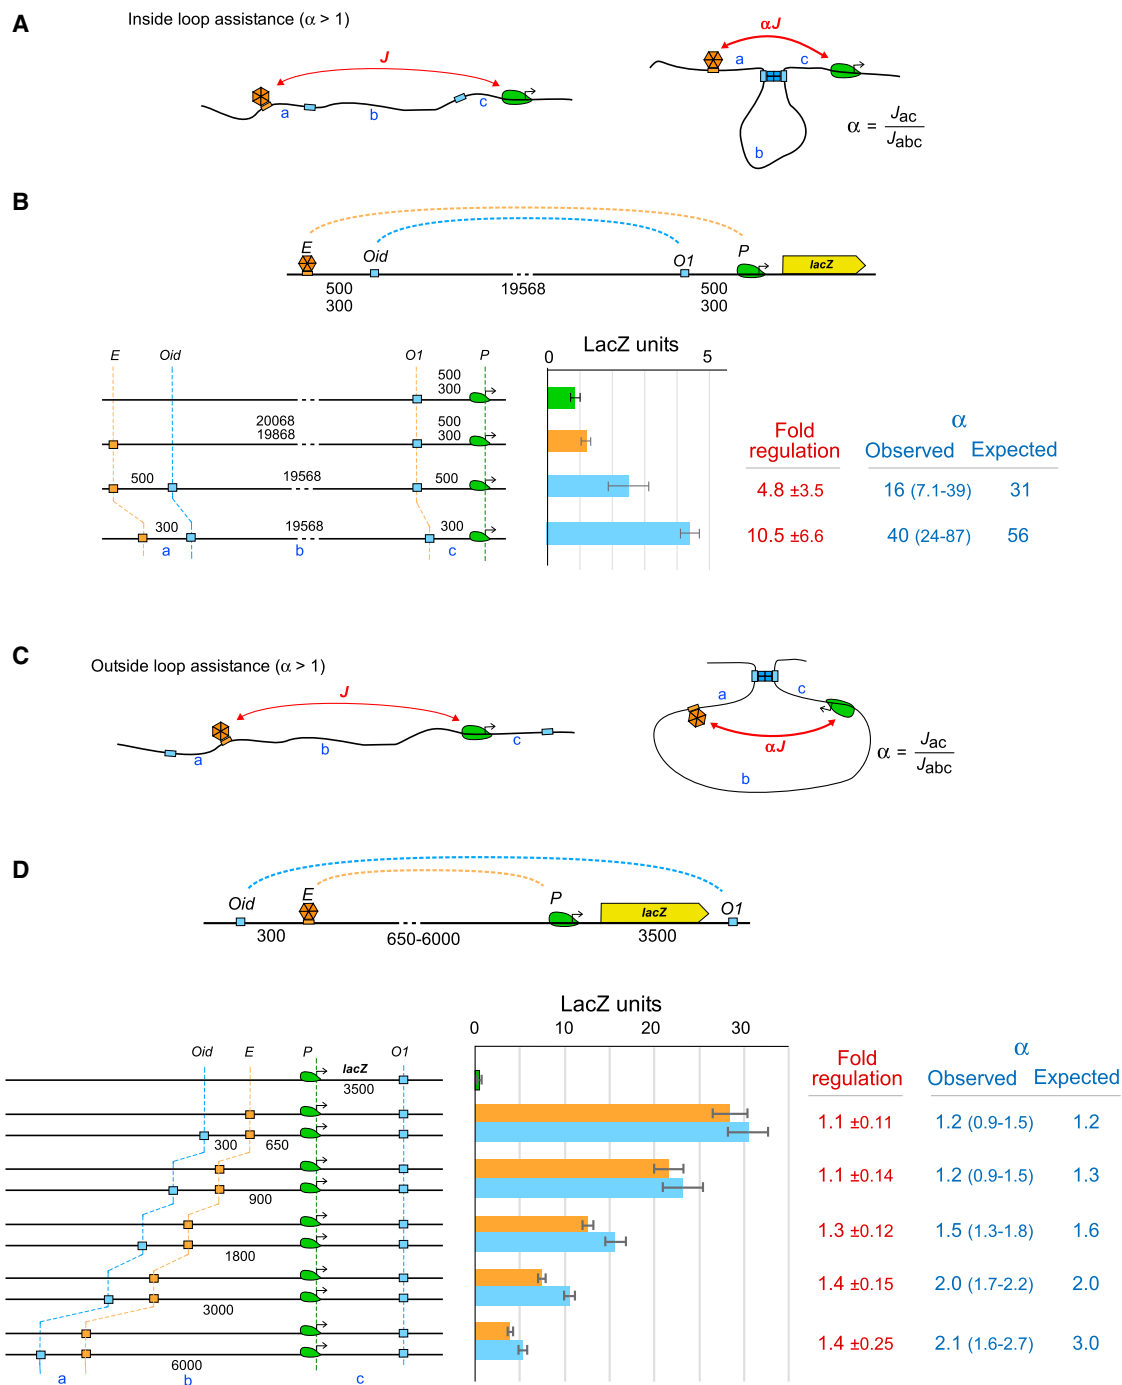 A
Inside loop assistance (α > 1)
J
a
b
c
αJ
a
c
b
α = Jac / Jabc
B
E
Oid
O1
P
lacZ
500
300
19568
500
300
LacZ units
0
5
E
Oid
O1
P
500
300
20068
19868
500
300
500
19568
500
300
19568
300
a
b
c
Fold regulation
α
Observed
Expected
4.8 ±3.5
16 (7.1-39)
31
10.5 ±6.6
40 (24-87)
56
C
Outside loop assistance (α > 1)
J
a
b
c
a
c
αJ
b
α = Jac / Jabc
D
Oid
E
P
lacZ
O1
300
650-6000
3500
LacZ units
0
10
20
30
Oid
E
P
lacZ
O1
3500
300
650
900
1800
3000
6000
a
b
c
Fold regulation
α
Observed
Expected
1.1 ±0.11
1.2 (0.9-1.5)
1.2
1.1 ±0.14
1.2 (0.9-1.5)
1.3
1.3 ±0.12
1.5 (1.3-1.8)
1.6
1.4 ±0.15
2.0 (1.7-2.2)
2.0
1.4 ±0.25
2.1 (1.6-2.7)
3.0